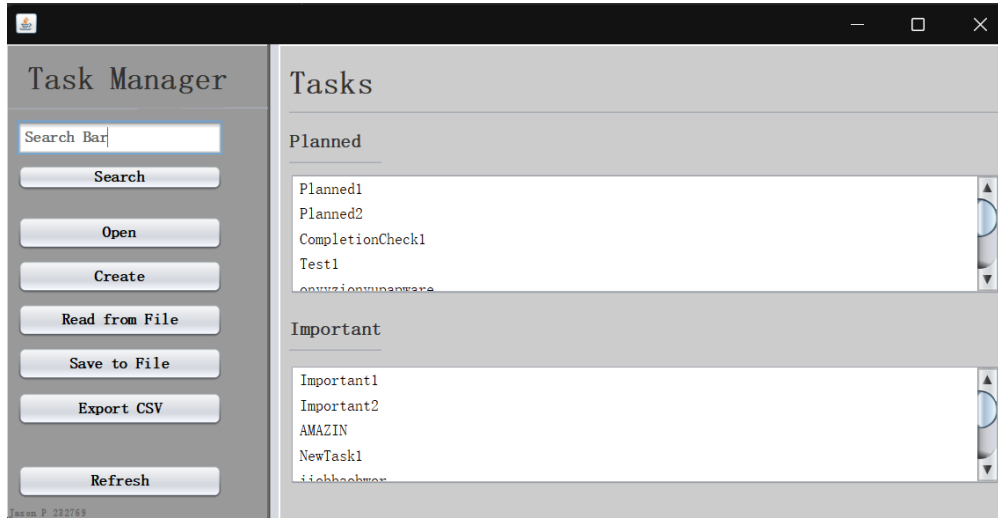 Task Manager
Search Bar
Search
Open
Create
Read from File
Save to File
Export CSV
Refresh
Jason P 232769
Tasks
Planned
Planned1
Planned2
CompletionCheck1
Test1
Important
Important1
Important2
AMAZIN
NewTask1